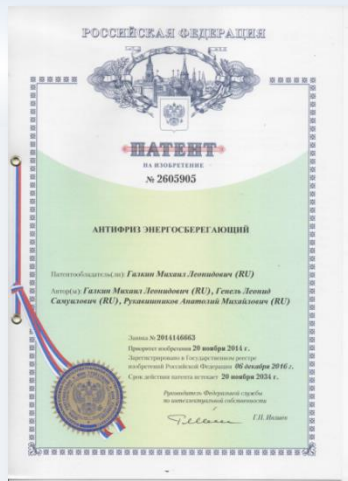 РОССИЙСКАЯ ФЕДЕРАЦИЯ
ПАТЕНТ
НА ИЗОБРЕТЕНИЕ
№ 2605905
АНТИФРИЗ ЭНЕРГОСБЕРЕГАЮЩИЙ
Патентообладатель(ли): Галкин Михаил Леонидович (RU)
Автор(ы): Галкин Михаил Леонидович (RU), Генель Леонид
Самуилович (RU), Рукавишников Анатолий Михайлович (RU)
Заявка № 2014146663
Приоритет изобретения 20 ноября 2014 г.
Зарегистрировано в Государственном реестре
изобретений Российской Федерации 06 декабря 2016 г.
Срок действия патента истекает 20 ноября 2034 г.
Руководитель Федеральной службы
по интеллектуальной собственности
Г.П. Ивлиев